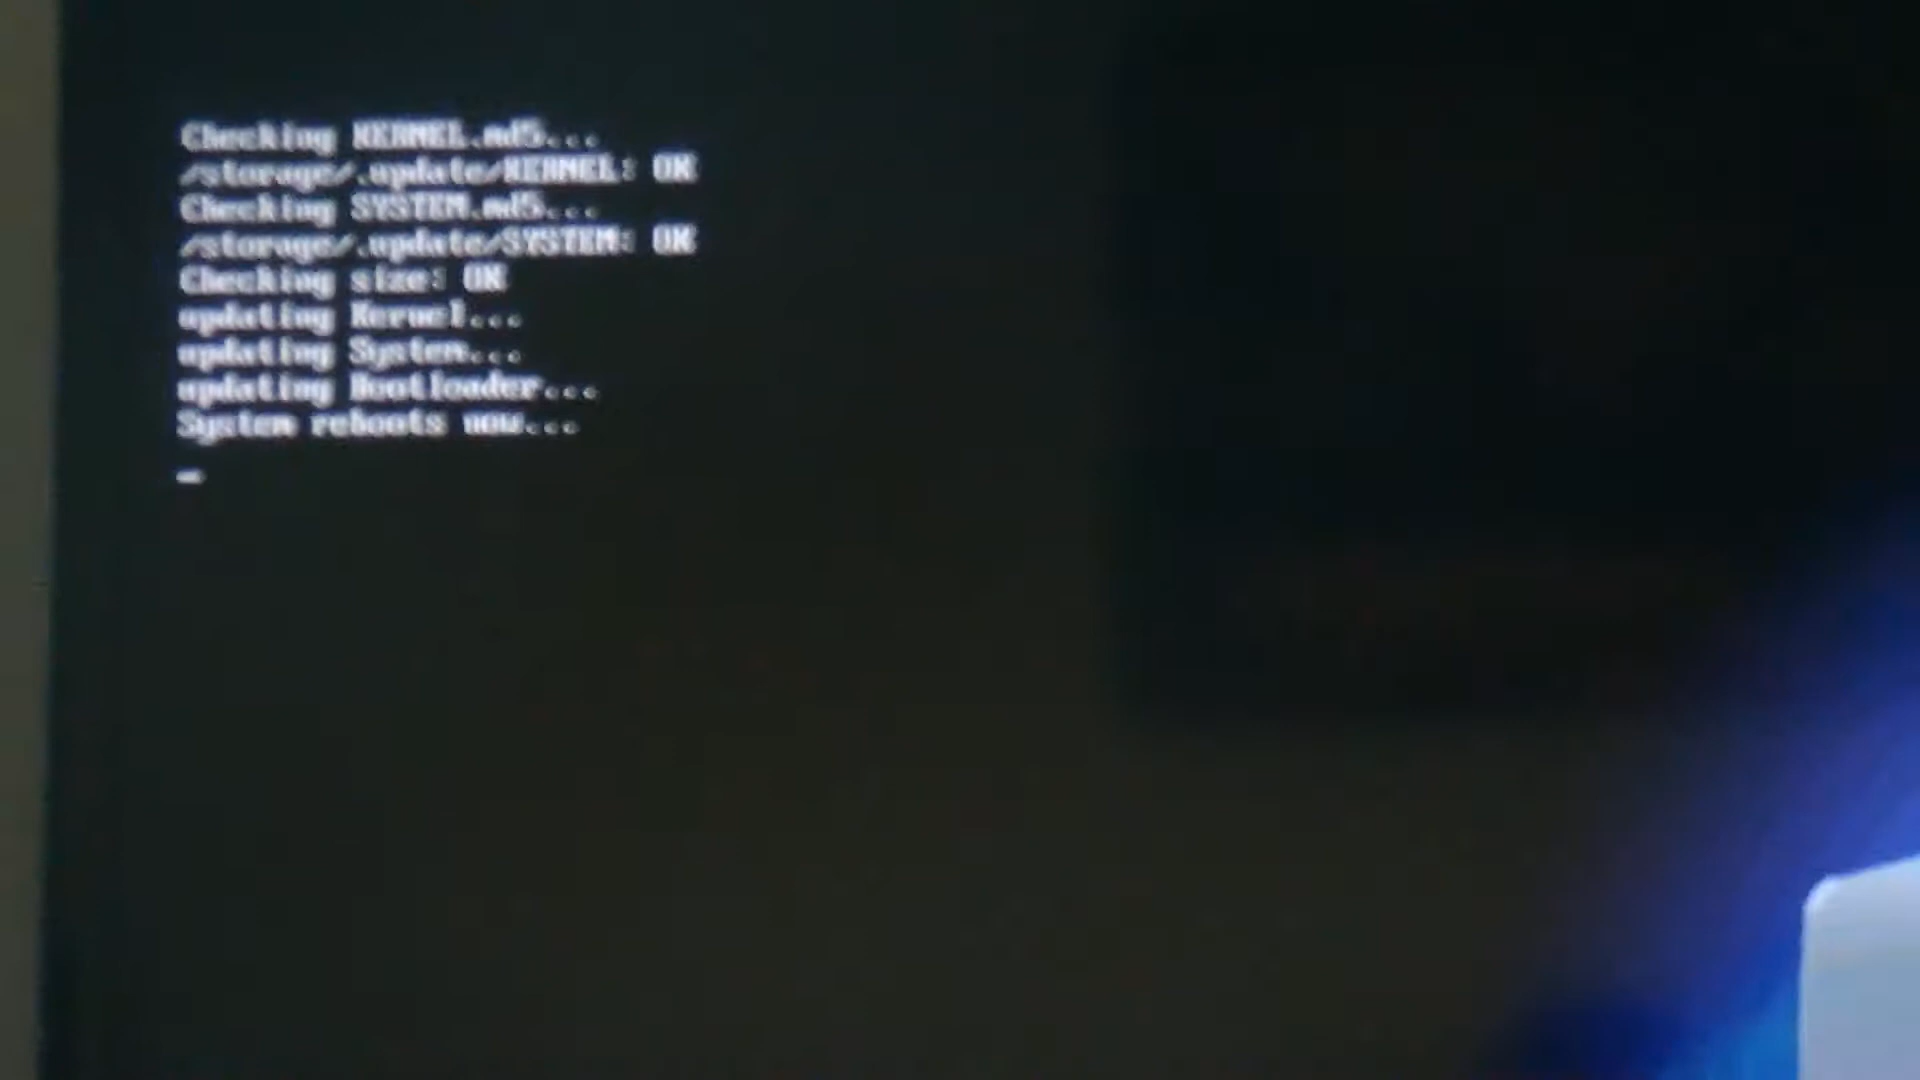 Checking KERNEL.md5...
/storage/.update/KERNEL: OK
Checking SYSTEM.md5...
/storage/.update/SYSTEM: OK
Checking size: OK
updating Kernel...
updating System...
updating Bootloader...
System reboots now...